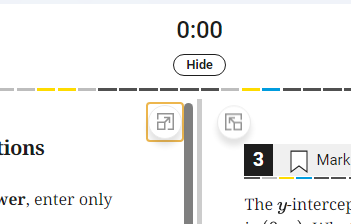 0:00
Hide
tions
wer, enter only
3 Mark
The y-intercep